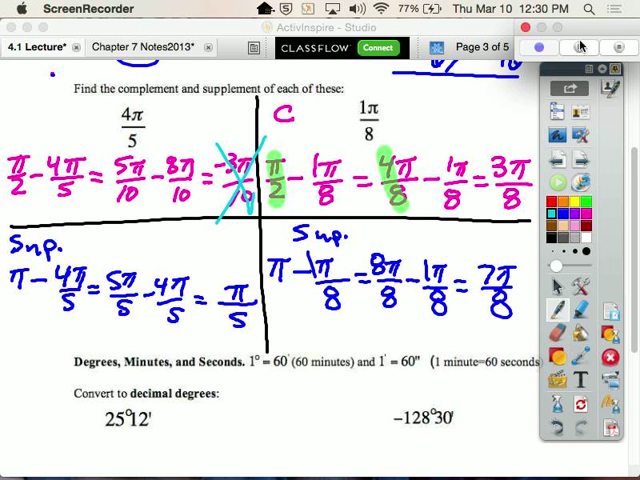 ScreenRecorder 5 77% Thu Mar 10 12:30 PM
ActivInspire - Studio
4.1 Lecture* Chapter 7 Notes2013* CLASSFLOW Connect Page 3 of 5
Find the complement and supplement of each of these:
4π/5
C 1π/8
π/2 - 4π/5 = 5π/10 - 8π/10 = -3π/10
π/2 - 1π/8 = 4π/8 - 1π/8 = 3π/8
Sup.
π - 4π/5 = 5π/5 - 4π/5 = π/5
Sup.
π - 1π/8 = 8π/8 - 1π/8 = 7π/8
Degrees, Minutes, and Seconds. 1° = 60' (60 minutes) and 1' = 60" (1 minute=60 seconds)
Convert to decimal degrees:
25°12' -128°30'